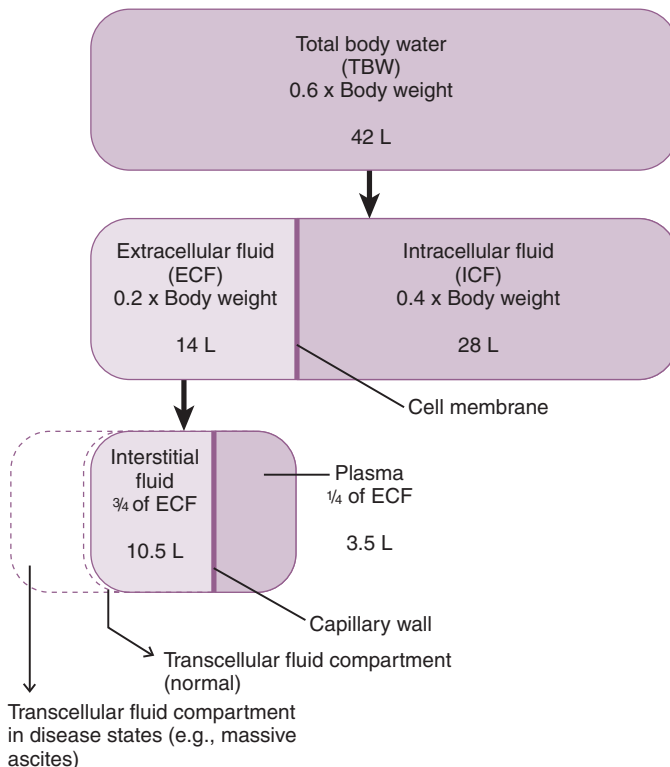 Total body water
(TBW)
0.6 x Body weight
42 L
Extracellular fluid
(ECF)
0.2 x Body weight
14 L
Intracellular fluid
(ICF)
0.4 x Body weight
28 L
Cell membrane
Interstitial
fluid
3/4 of ECF
10.5 L
Plasma
1/4 of ECF
3.5 L
Capillary wall
Transcellular fluid compartment
(normal)
Transcellular fluid compartment
in disease states (e.g., massive
ascites)